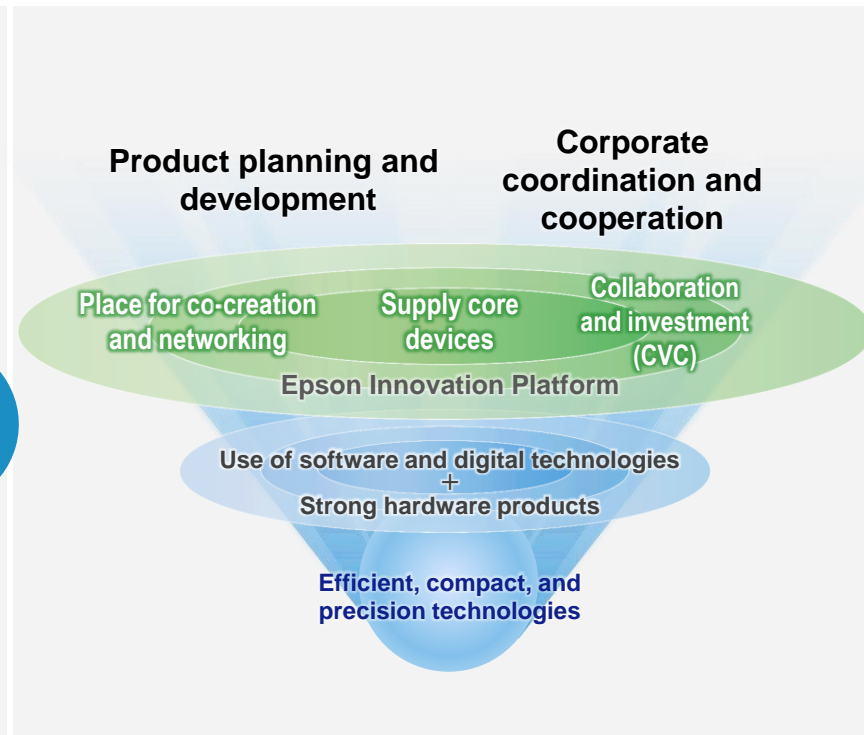 Product planning and
development
Corporate
coordination and
cooperation
Place for co-creation
and networking
Supply core
devices
Collaboration
and investment
(CVC)
Epson Innovation Platform
Use of software and digital technologies
+
Strong hardware products
Efficient, compact, and
precision technologies